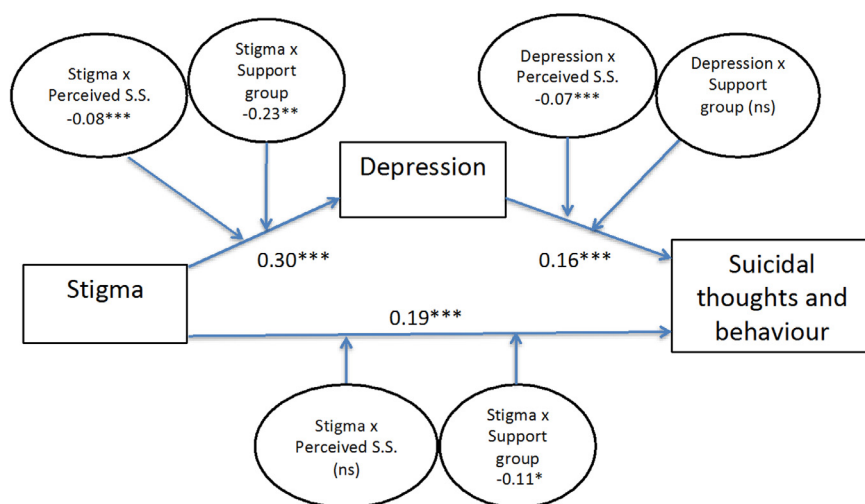 Stigma x
Perceived S.S.
-0.08***
Stigma x
Support
group
-0.23**
Depression x
Perceived S.S.
-0.07***
Depression x
Support
group (ns)
Depression
0.30***
0.16***
Stigma
0.19***
Suicidal
thoughts and
behaviour
Stigma x
Perceived S.S.
(ns)
Stigma x
Support
group
-0.11*